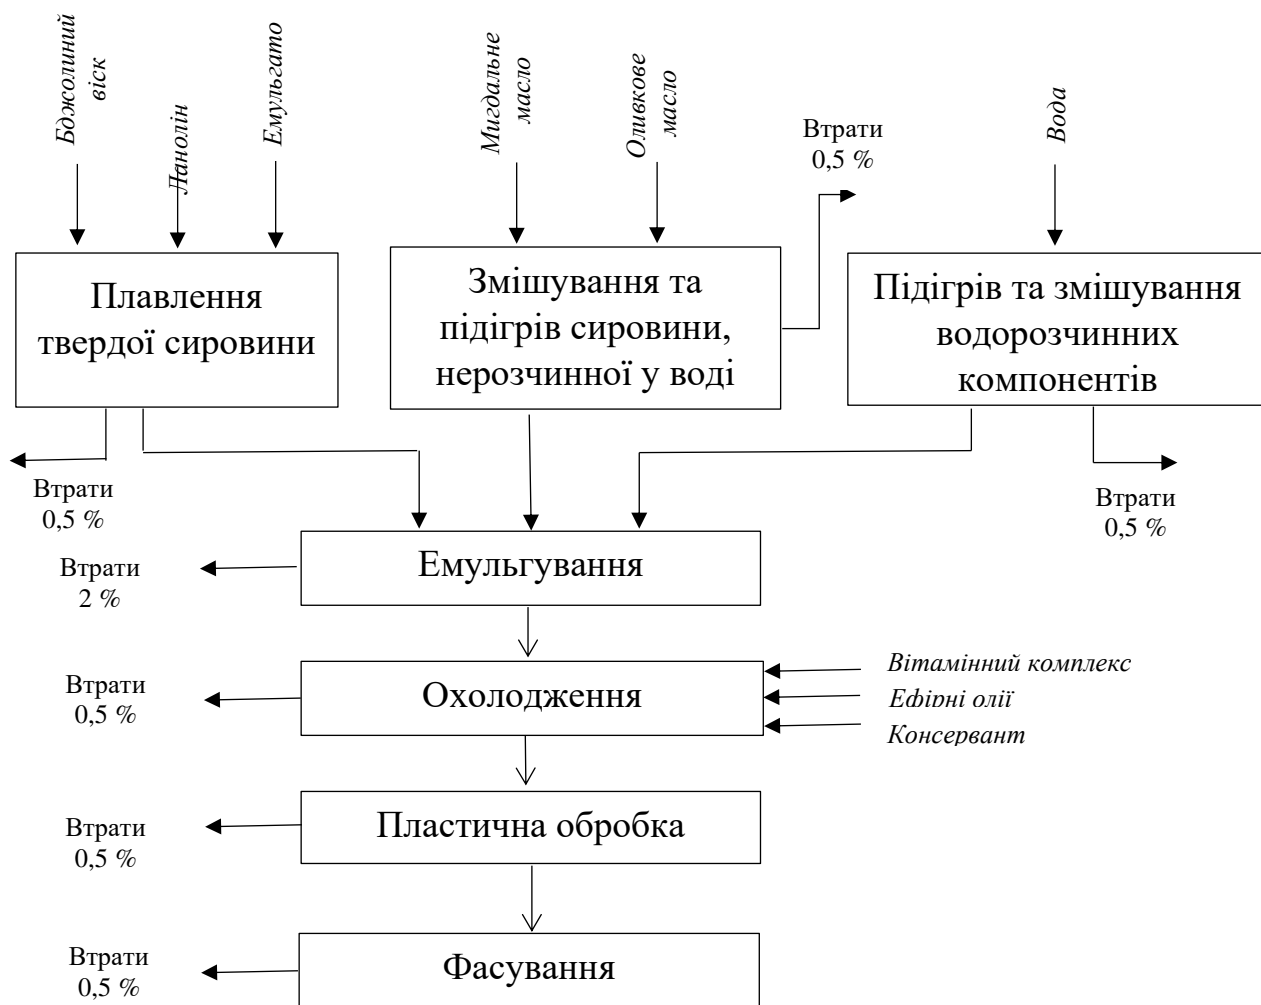 Бджолиний
віск
Ланолін
Емульгато
Мигдальне
масло
Оливкове
масло
Втрати
0,5 %
Вода
Плавлення
твердої сировини
Змішування та
підігрів сировини,
нерозчинної у воді
Підігрів та змішування
водорозчинних
компонентів
Втрати
0,5 %
Втрати
0,5 %
Емульгування
Втрати
2 %
Охолодження
Втрати
0,5 %
Вітамінний комплекс
Ефірні олії
Консервант
Пластична обробка
Втрати
0,5 %
Фасування
Втрати
0,5 %